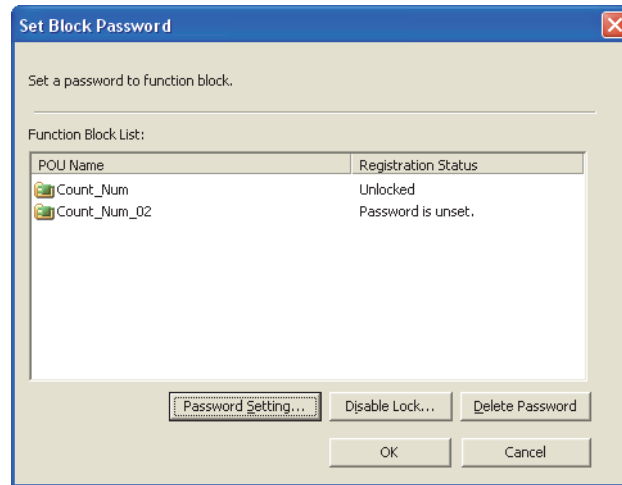 Set Block Password
Set a password to function block.
Function Block List:
POU Name Registration Status
Count_Num Unlocked
Count_Num_02 Password is unset.
Password Setting... Disable Lock... Delete Password
OK Cancel